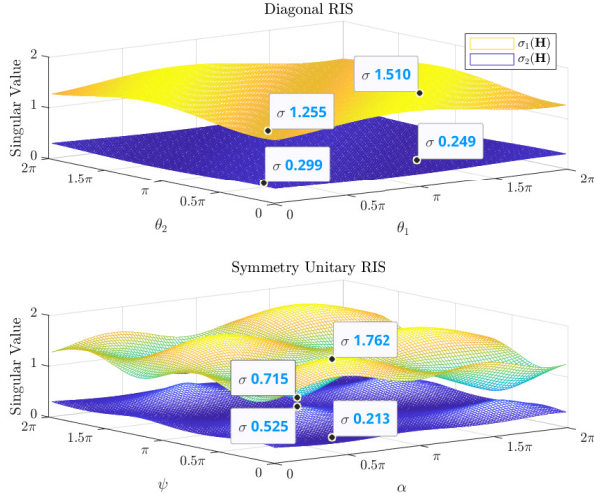 Diagonal RIS
σ₁(H)
σ₂(H)
Singular Value
2
1
0
σ 1.510
σ 1.255
σ 0.249
σ 0.299
2π
1.5π
π
0.5π
0
θ₂
0
0.5π
π
1.5π
2π
θ₁
Symmetry Unitary RIS
Singular Value
2
1
0
σ 1.762
σ 0.715
σ 0.525
σ 0.213
2π
1.5π
π
0.5π
0
ψ
0
0.5π
π
1.5π
2π
α